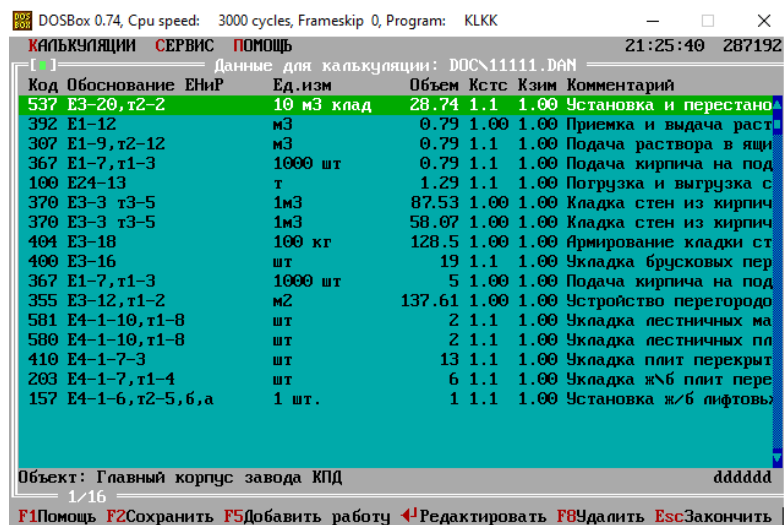 DOSBox 0.74, Cpu speed: 3000 cycles, Frameskip 0, Program: KLKK
КАЛЬКУЛЯЦИИ СЕРВИС ПОМОЩЬ 21:25:40 287192
Данные для калькуляции: DOC\11111.DAN
Код Обоснование ЕНиР Ед.изм Объем Кстс Кзим Комментарий
537 Е3-20,т2-2 10 м3 клад 28.74 1.1 1.00 Установка и перестано
392 Е1-12 м3 0.79 1.00 1.00 Приемка и выдача раст
307 Е1-9,т2-12 м3 0.79 1.1 1.00 Подача раствора в ящи
367 Е1-7,т1-3 1000 шт 0.79 1.1 1.00 Подача кирпича на под
100 Е24-13 т 1.29 1.1 1.00 Погрузка и выгрузка с
370 Е3-3 т3-5 1м3 87.53 1.00 1.00 Кладка стен из кирпич
370 Е3-3 т3-5 1м3 58.07 1.00 1.00 Кладка стен из кирпич
404 Е3-18 100 кг 128.5 1.00 1.00 Армирование кладки ст
400 Е3-16 шт 19 1.1 1.00 Укладка брусковых пер
367 Е1-7,т1-3 1000 шт 5 1.00 1.00 Подача кирпича на под
355 Е3-12,т1-2 м2 137.61 1.00 1.00 Устройство перегородо
581 Е4-1-10,т1-8 шт 2 1.1 1.00 Укладка лестничных ма
580 Е4-1-10,т1-8 шт 2 1.1 1.00 Укладка лестничных пл
410 Е4-1-7-3 шт 13 1.1 1.00 Укладка плит перекрыт
203 Е4-1-7,т1-4 шт 6 1.1 1.00 Укладка ж\б плит пере
157 Е4-1-6,т2-5,б,а 1 шт. 1 1.1 1.00 Установка ж/б лифтовых
Объект: Главный корпус завода КПД dddddd
1/16
F1Помощь F2Сохранить F5Добавить работу Редактировать F8Удалить EscЗакончить